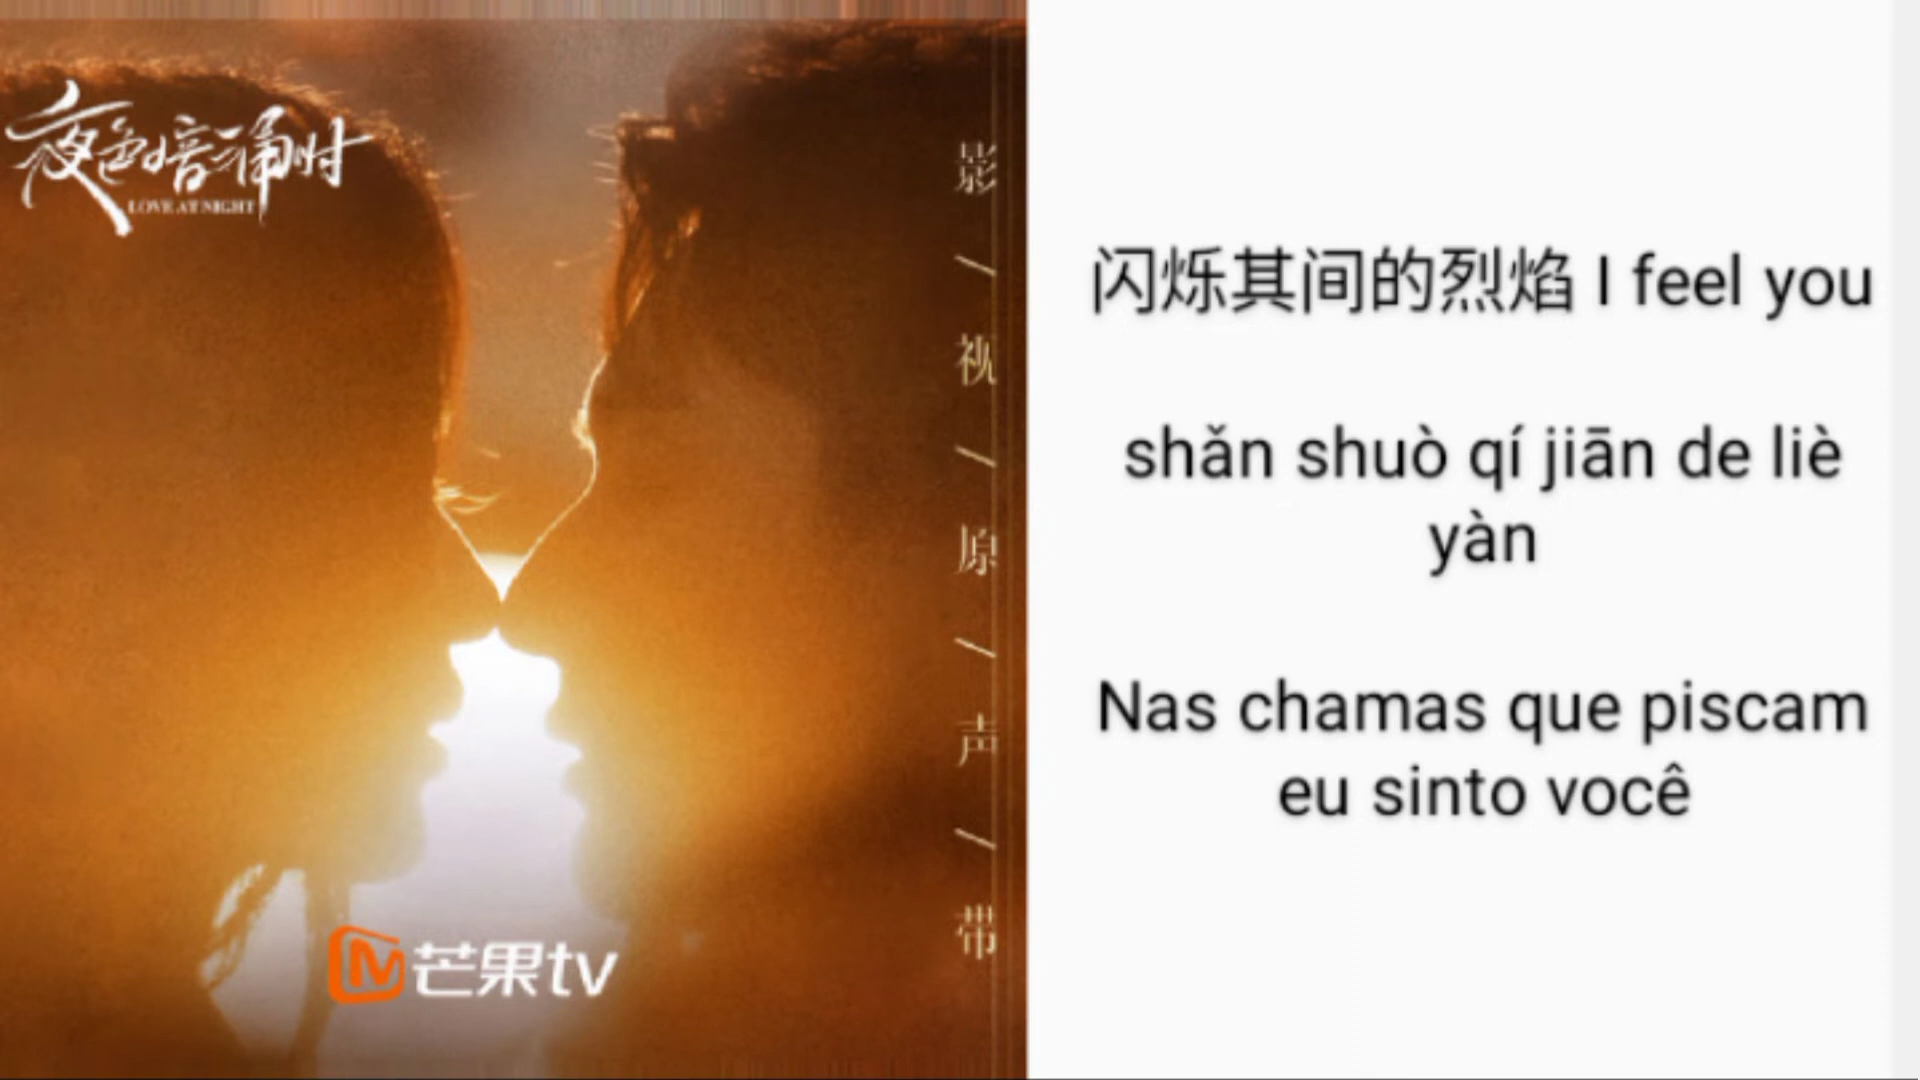 夜色暗涌时
LOVE AT NIGHT
影/视/原/声/带
芒果tv
闪烁其间的烈焰 I feel you
shǎn shuò qí jiān de liè
yàn
Nas chamas que piscam
eu sinto você